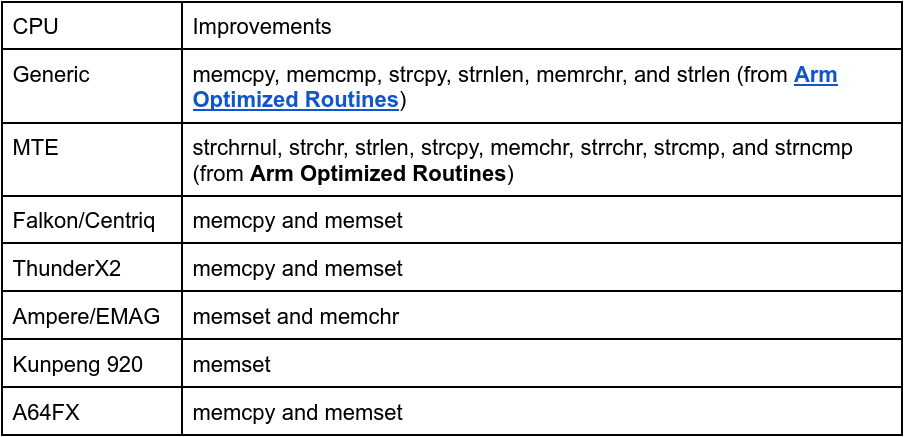 CPU Improvements
Generic memcpy, memcmp, strcpy, strnlen, memrchr, and strlen (from Arm
Optimized Routines)
MTE strchrnul, strchr, strlen, strcpy, memchr, strrchr, strcmp, and strncmp
(from Arm Optimized Routines)
Falkon/Centriq memcpy and memset
ThunderX2 memcpy and memset
Ampere/EMAG memset and memchr
Kunpeng 920 memset
A64FX memcpy and memset